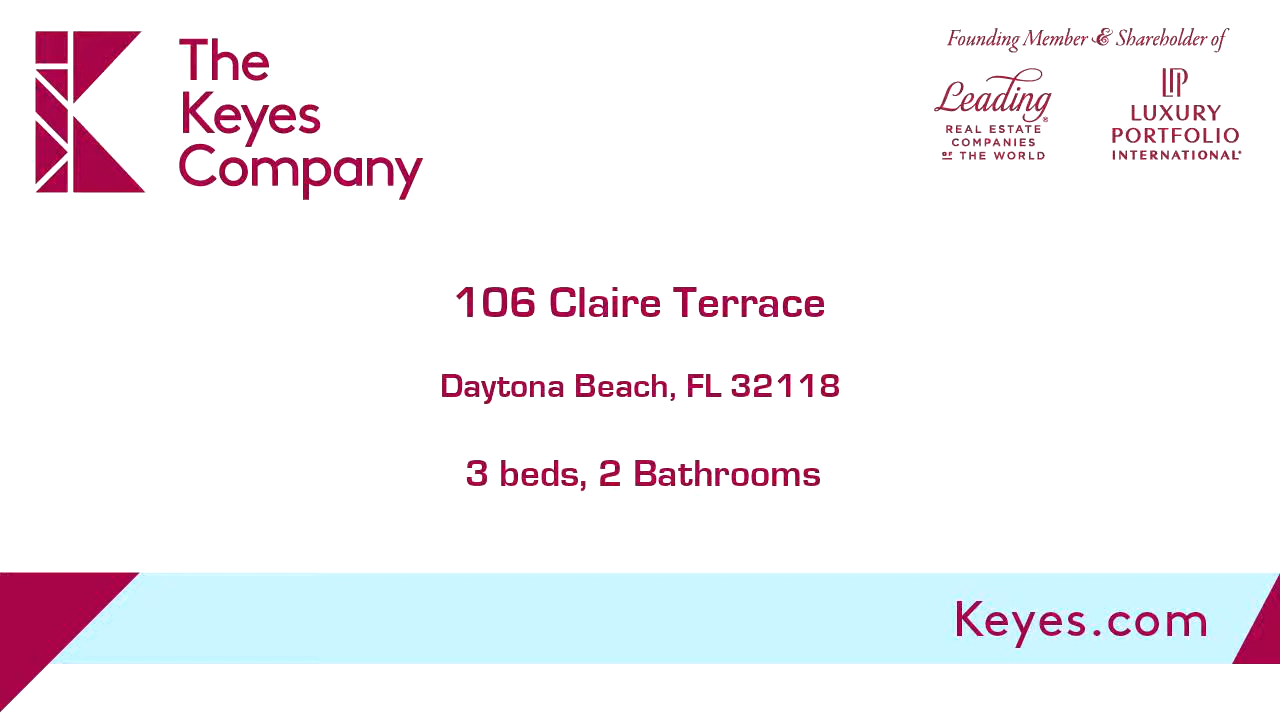 The
Keyes
Company
Founding Member & Shareholder of
Leading®
REAL ESTATE
COMPANIES
OF THE WORLD
LP
LUXURY
PORTFOLIO
INTERNATIONAL®
106 Claire Terrace
Daytona Beach, FL 32118
3 beds, 2 Bathrooms
Keyes.com